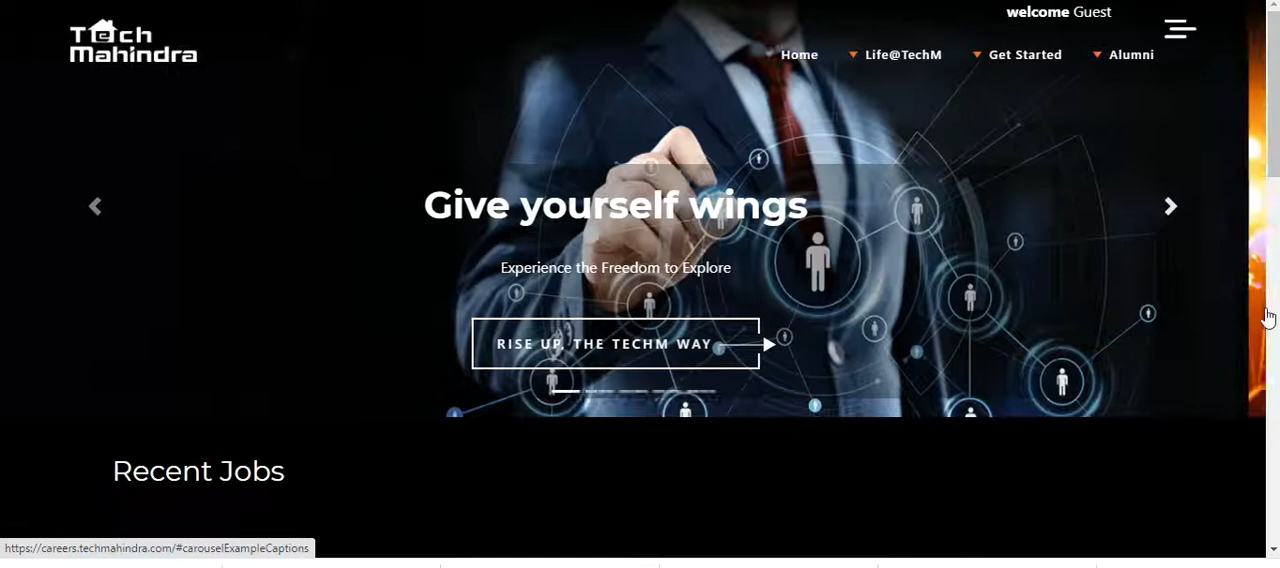 welcome Guest
Tech
Mahindra
Home Life@TechM Get Started Alumni
Give yourself wings
Experience the Freedom to Explore
RISE UP, THE TECHM WAY
Recent Jobs
https://careers.techmahindra.com/#carouselExampleCaptions